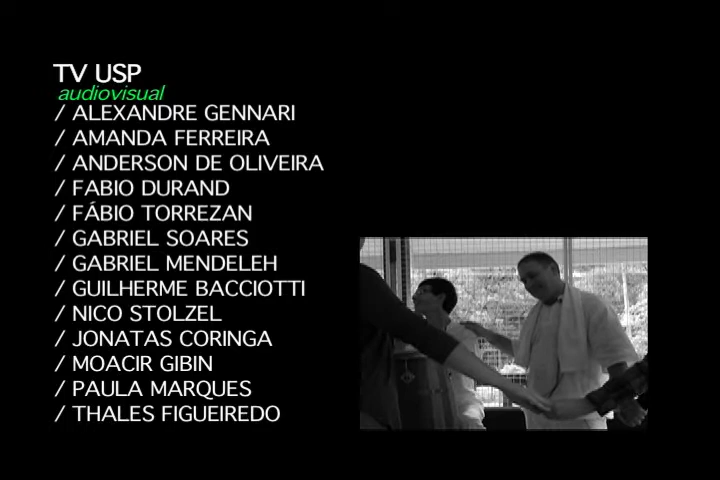 TV USP
audiovisual
/ ALEXANDRE GENNARI
/ AMANDA FERREIRA
/ ANDERSON DE OLIVEIRA
/ FABIO DURAND
/ FÁBIO TORREZAN
/ GABRIEL SOARES
/ GABRIEL MENDELEH
/ GUILHERME BACCIOTTI
/ NICO STOLZEL
/ JONATAS CORINGA
/ MOACIR GIBIN
/ PAULA MARQUES
/ THALES FIGUEIREDO